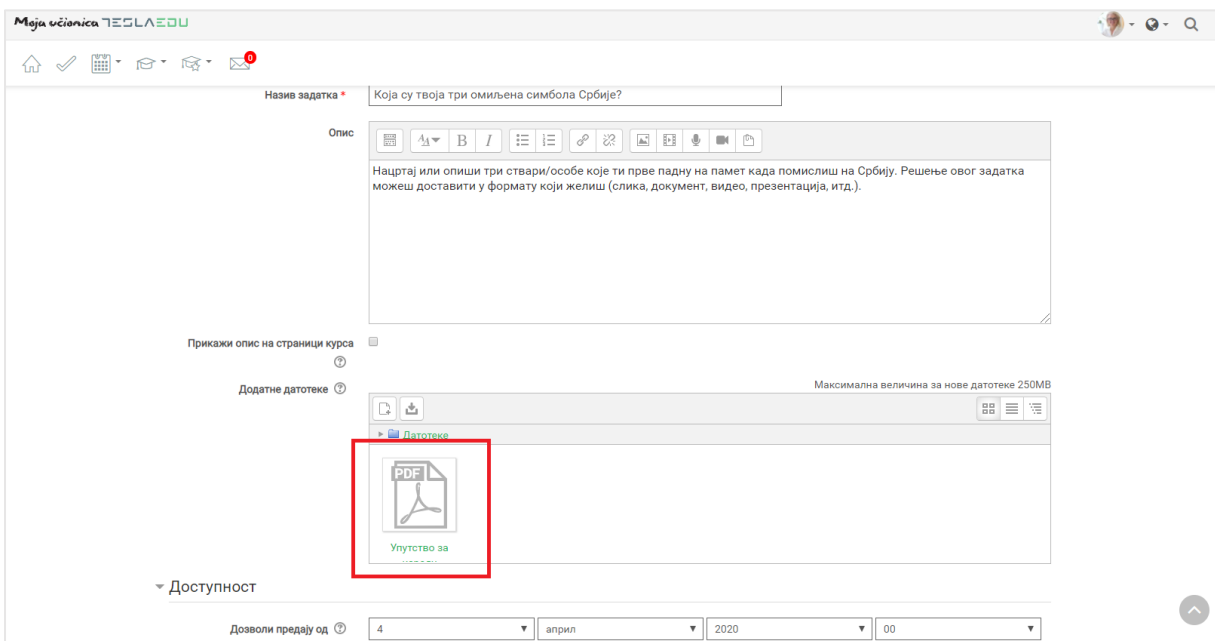 Moja učionica TESLAEDU
0
Назив задатка *
Која су твоја три омиљена симбола Србије?
Опис
Нацртај или опиши три ствари/особе које ти прве падну на памет када помислиш на Србију. Решење овог задатка
можеш доставити у формату који желиш (слика, документ, видео, презентација, итд.).
Прикажи опис на страници курса
Додатне датотеке
Максимална величина за нове датотеке 250MB
Датотеке
PDF
Упутство за
Доступност
Дозволи предају од 4 април 2020 00